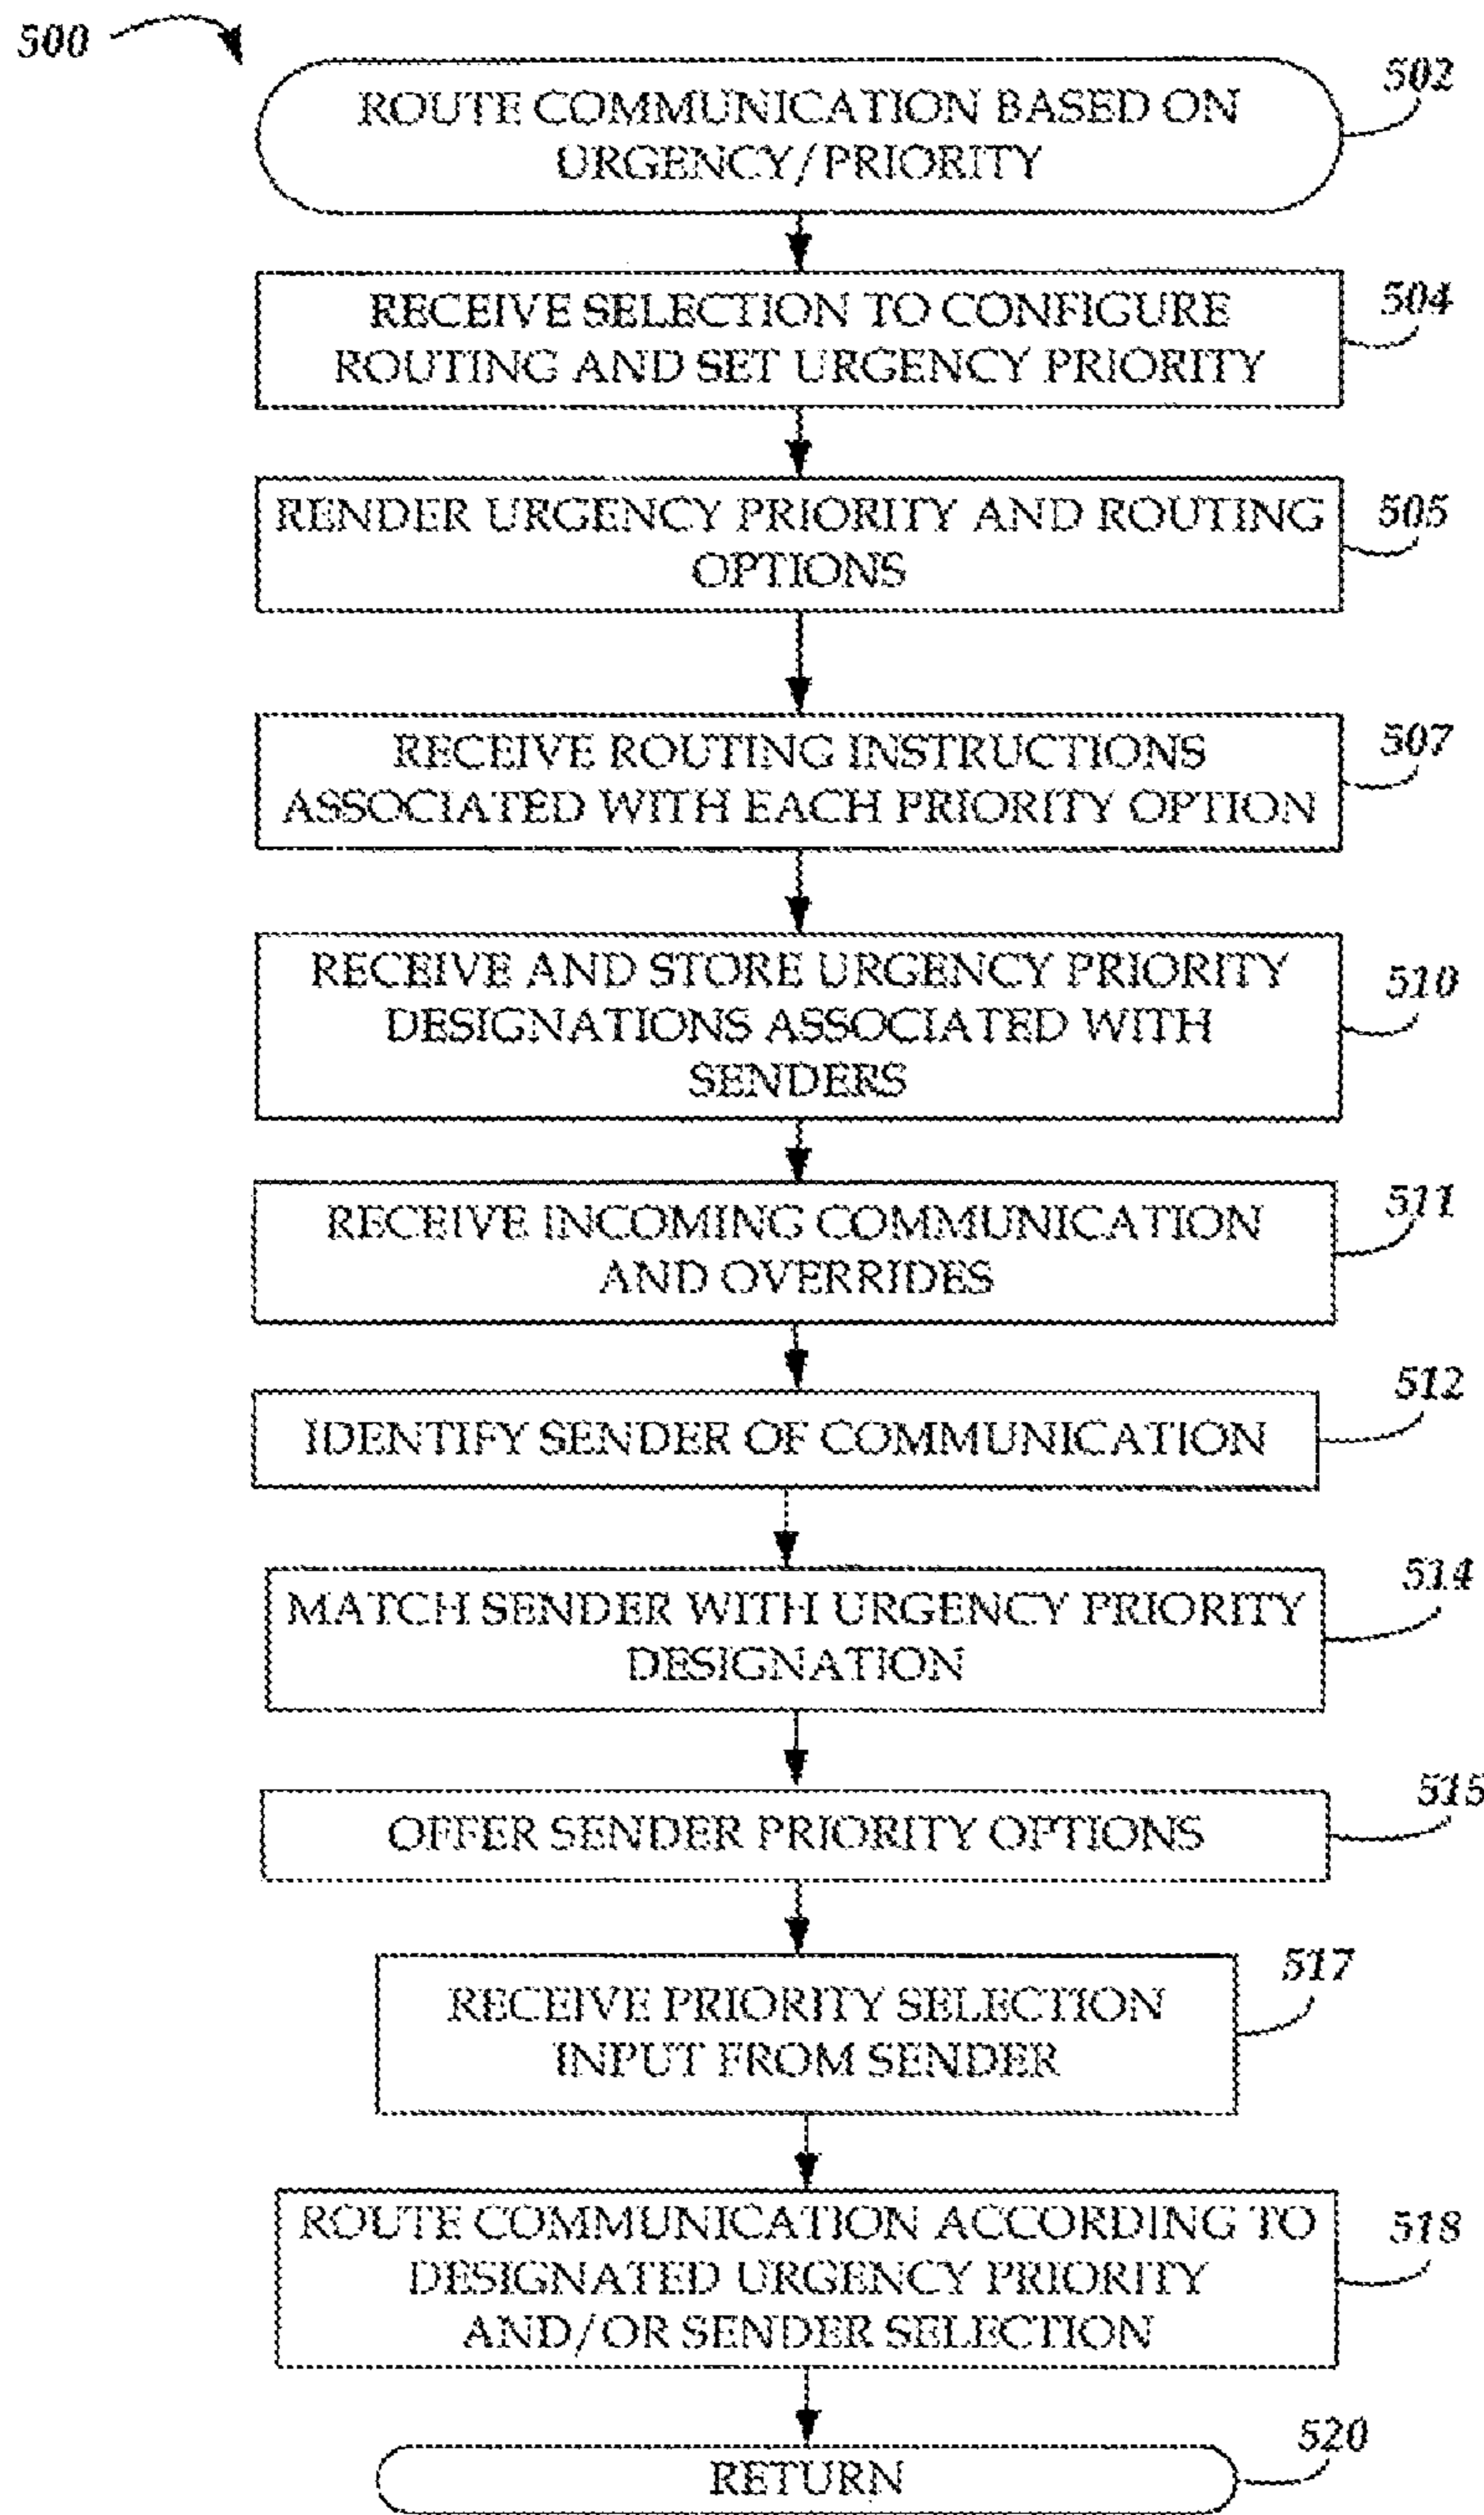 500
502
ROUTE COMMUNICATION BASED ON
URGENCY/PRIORITY
504
RECEIVE SELECTION TO CONFIGURE
ROUTING AND SET URGENCY PRIORITY
505
RENDER URGENCY PRIORITY AND ROUTING
OPTIONS
507
RECEIVE ROUTING INSTRUCTIONS
ASSOCIATED WITH EACH PRIORITY OPTION
510
RECEIVE AND STORE URGENCY PRIORITY
DESIGNATIONS ASSOCIATED WITH
SENDERS
511
RECEIVE INCOMING COMMUNICATION
AND OVERRIDES
512
IDENTIFY SENDER OF COMMUNICATION
514
MATCH SENDER WITH URGENCY PRIORITY
DESIGNATION
515
OFFER SENDER PRIORITY OPTIONS
517
RECEIVE PRIORITY SELECTION
INPUT FROM SENDER
518
ROUTE COMMUNICATION ACCORDING TO
DESIGNATED URGENCY PRIORITY
AND/OR SENDER SELECTION
520
RETURN